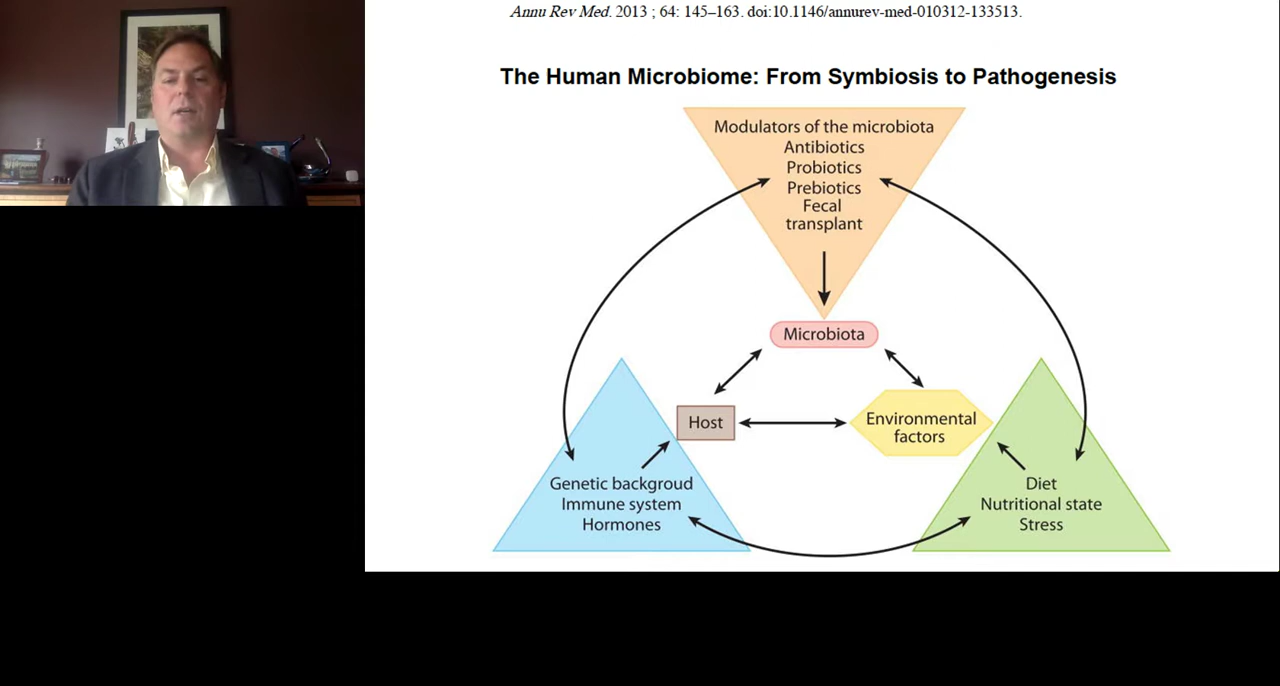 Annu Rev Med. 2013 ; 64: 145–163. doi:10.1146/annurev-med-010312-133513.
The Human Microbiome: From Symbiosis to Pathogenesis
Modulators of the microbiota
Antibiotics
Probiotics
Prebiotics
Fecal
transplant
Microbiota
Host
Environmental
factors
Genetic backgroud
Immune system
Hormones
Diet
Nutritional state
Stress